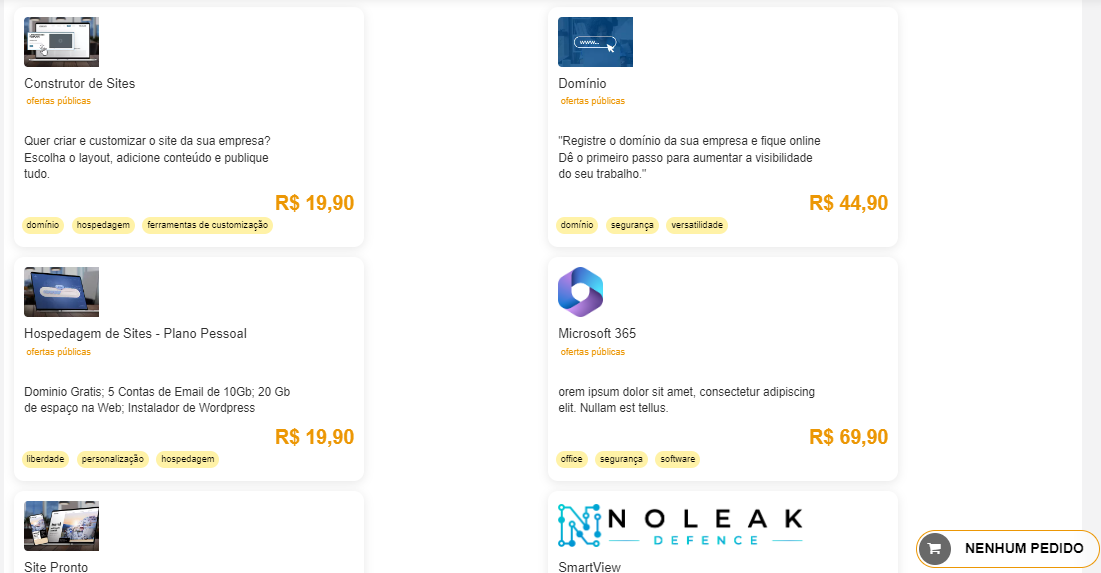 Construtor de Sites
ofertas públicas
Quer criar e customizar o site da sua empresa?
Escolha o layout, adicione conteúdo e publique
tudo.
R$ 19,90
domínio hospedagem ferramentas de customização
www...
Domínio
ofertas públicas
"Registre o domínio da sua empresa e fique online
Dê o primeiro passo para aumentar a visibilidade
do seu trabalho."
R$ 44,90
domínio segurança versatilidade
Hospedagem de Sites - Plano Pessoal
ofertas públicas
Dominio Gratis; 5 Contas de Email de 10Gb; 20 Gb
de espaço na Web; Instalador de Wordpress
R$ 19,90
liberdade personalização hospedagem
Microsoft 365
ofertas públicas
orem ipsum dolor sit amet, consectetur adipiscing
elit. Nullam est tellus.
R$ 69,90
office segurança software
Site Pronto
NOLEAK
DEFENCE
SmartView
NENHUM PEDIDO